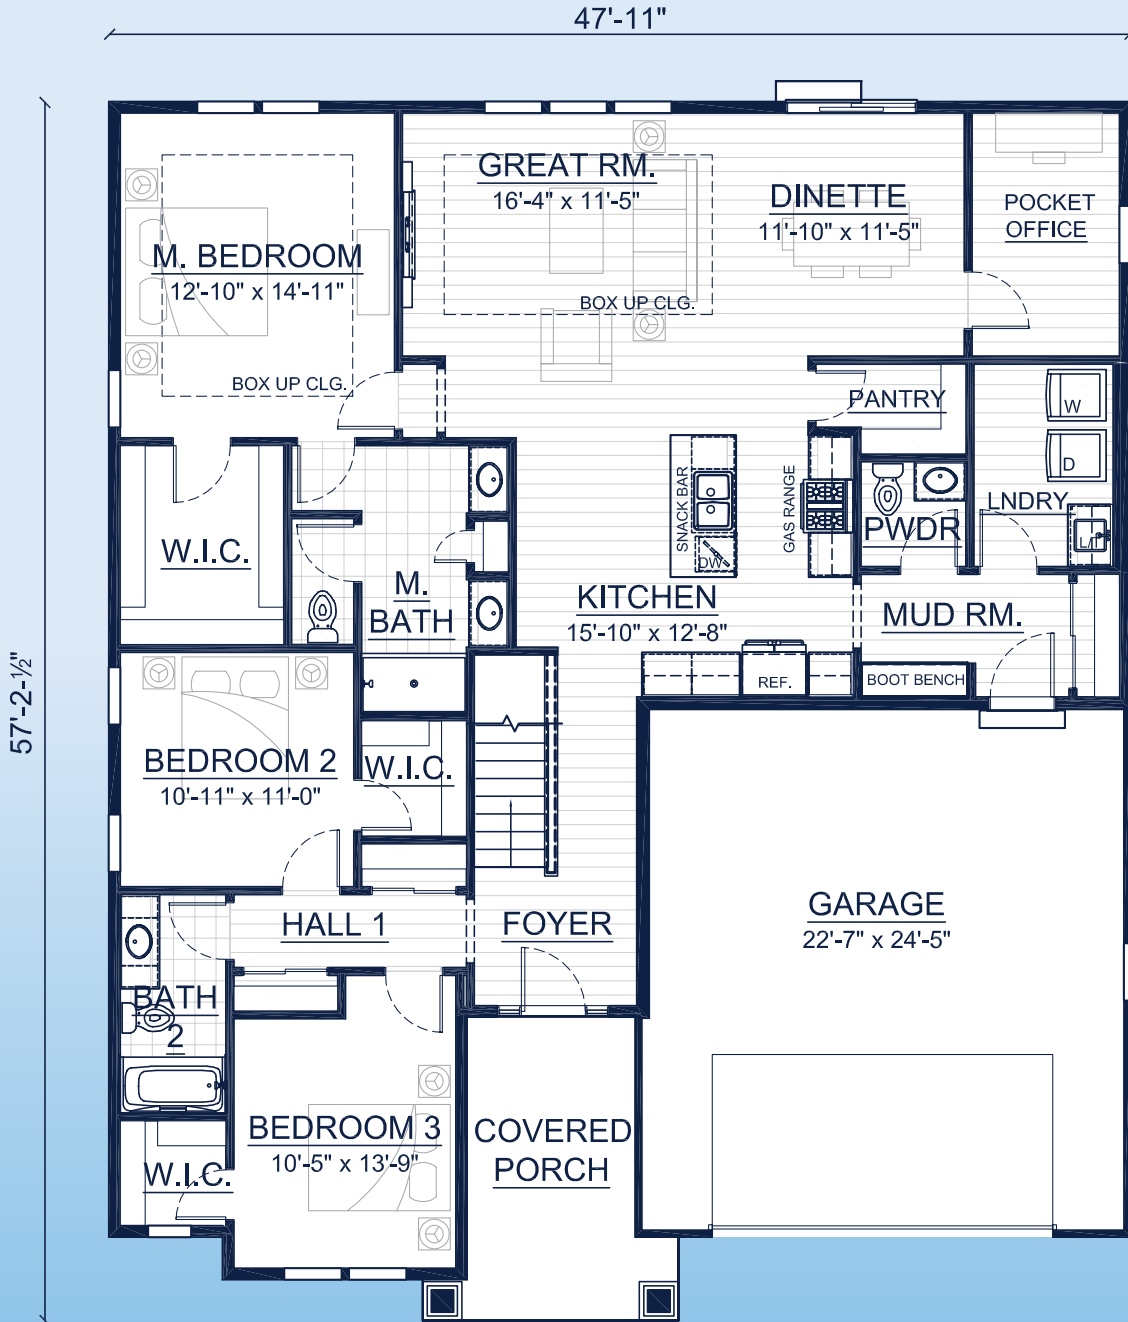 47'-11"
57'-2-½"
GREAT RM.
16'-4" x 11'-5"
DINETTE
11'-10" x 11'-5"
POCKET
OFFICE
M. BEDROOM
12'-10" x 14'-11"
BOX UP CLG.
BOX UP CLG.
PANTRY
W
D
LNDRY
L/T
SNACK BAR
GAS RANGE
DW
PWDR
W.I.C.
M.
BATH
KITCHEN
15'-10" x 12'-8"
MUD RM.
REF.
BOOT BENCH
BEDROOM 2
10'-11" x 11'-0"
W.I.C.
HALL 1
FOYER
GARAGE
22'-7" x 24'-5"
BATH
2
BEDROOM 3
10'-5" x 13'-9"
W.I.C.
COVERED
PORCH